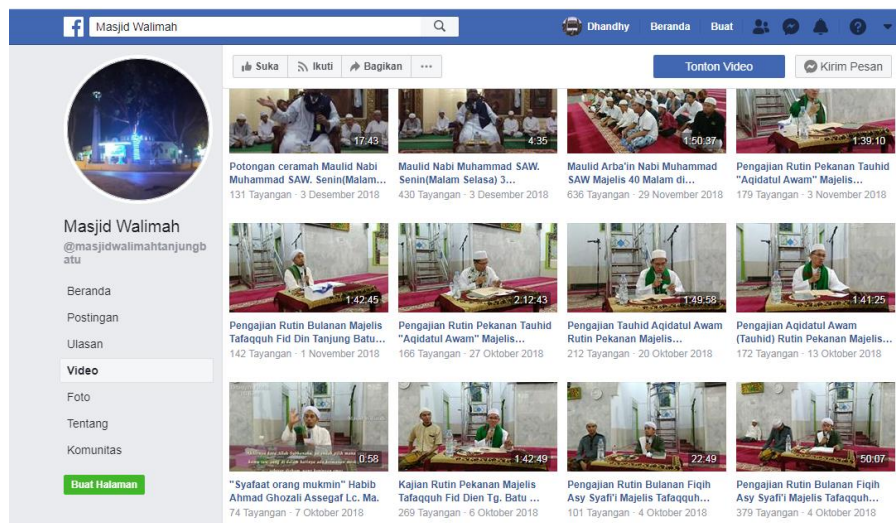 Masjid Walimah
Dhandhy Beranda Buat
Suka Ikuti Bagikan ...
Tonton Video
Kirim Pesan
17:43
4:35
1:50:37
1:39:10
Potongan ceramah Maulid Nabi
Muhammad SAW. Senin(Malam...
131 Tayangan · 3 Desember 2018
Maulid Nabi Muhammad SAW.
Senin(Malam Selasa) 3...
430 Tayangan · 3 Desember 2018
Maulid Arba'in Nabi Muhammad
SAW Majelis 40 Malam di...
636 Tayangan · 29 November 2018
Pengajian Rutin Pekanan Tauhid
"Aqidatul Awam" Majelis...
179 Tayangan · 3 November 2018
Masjid Walimah
@masjidwalimahtanjungb
atu
Beranda
Postingan
Ulasan
Video
Foto
Tentang
Komunitas
Buat Halaman
1:42:45
2:12:43
1:49:58
1:41:25
Pengajian Rutin Bulanan Majelis
Tafaqquh Fid Din Tanjung Batu...
142 Tayangan · 1 November 2018
Pengajian Rutin Pekanan Tauhid
"Aqidatul Awam" Majelis...
166 Tayangan · 27 Oktober 2018
Pengajian Tauhid Aqidatul Awam
Rutin Pekanan Majelis...
212 Tayangan · 20 Oktober 2018
Pengajian Aqidatul Awam
(Tauhid) Rutin Pekanan Majelis...
172 Tayangan · 13 Oktober 2018
0:58
1:42:49
22:49
50:07
"Syafaat orang mukmin" Habib
Ahmad Ghozali Assegaf Lc. Ma.
74 Tayangan · 7 Oktober 2018
Kajian Rutin Pekanan Majelis
Tafaqquh Fid Dien Tg. Batu ...
269 Tayangan · 6 Oktober 2018
Pengajian Rutin Bulanan Fiqih
Asy Syafi'i Majelis Tafaqquh...
101 Tayangan · 4 Oktober 2018
Pengajian Rutin Bulanan Fiqih
Asy Syafi'i Majelis Tafaqquh...
379 Tayangan · 4 Oktober 2018